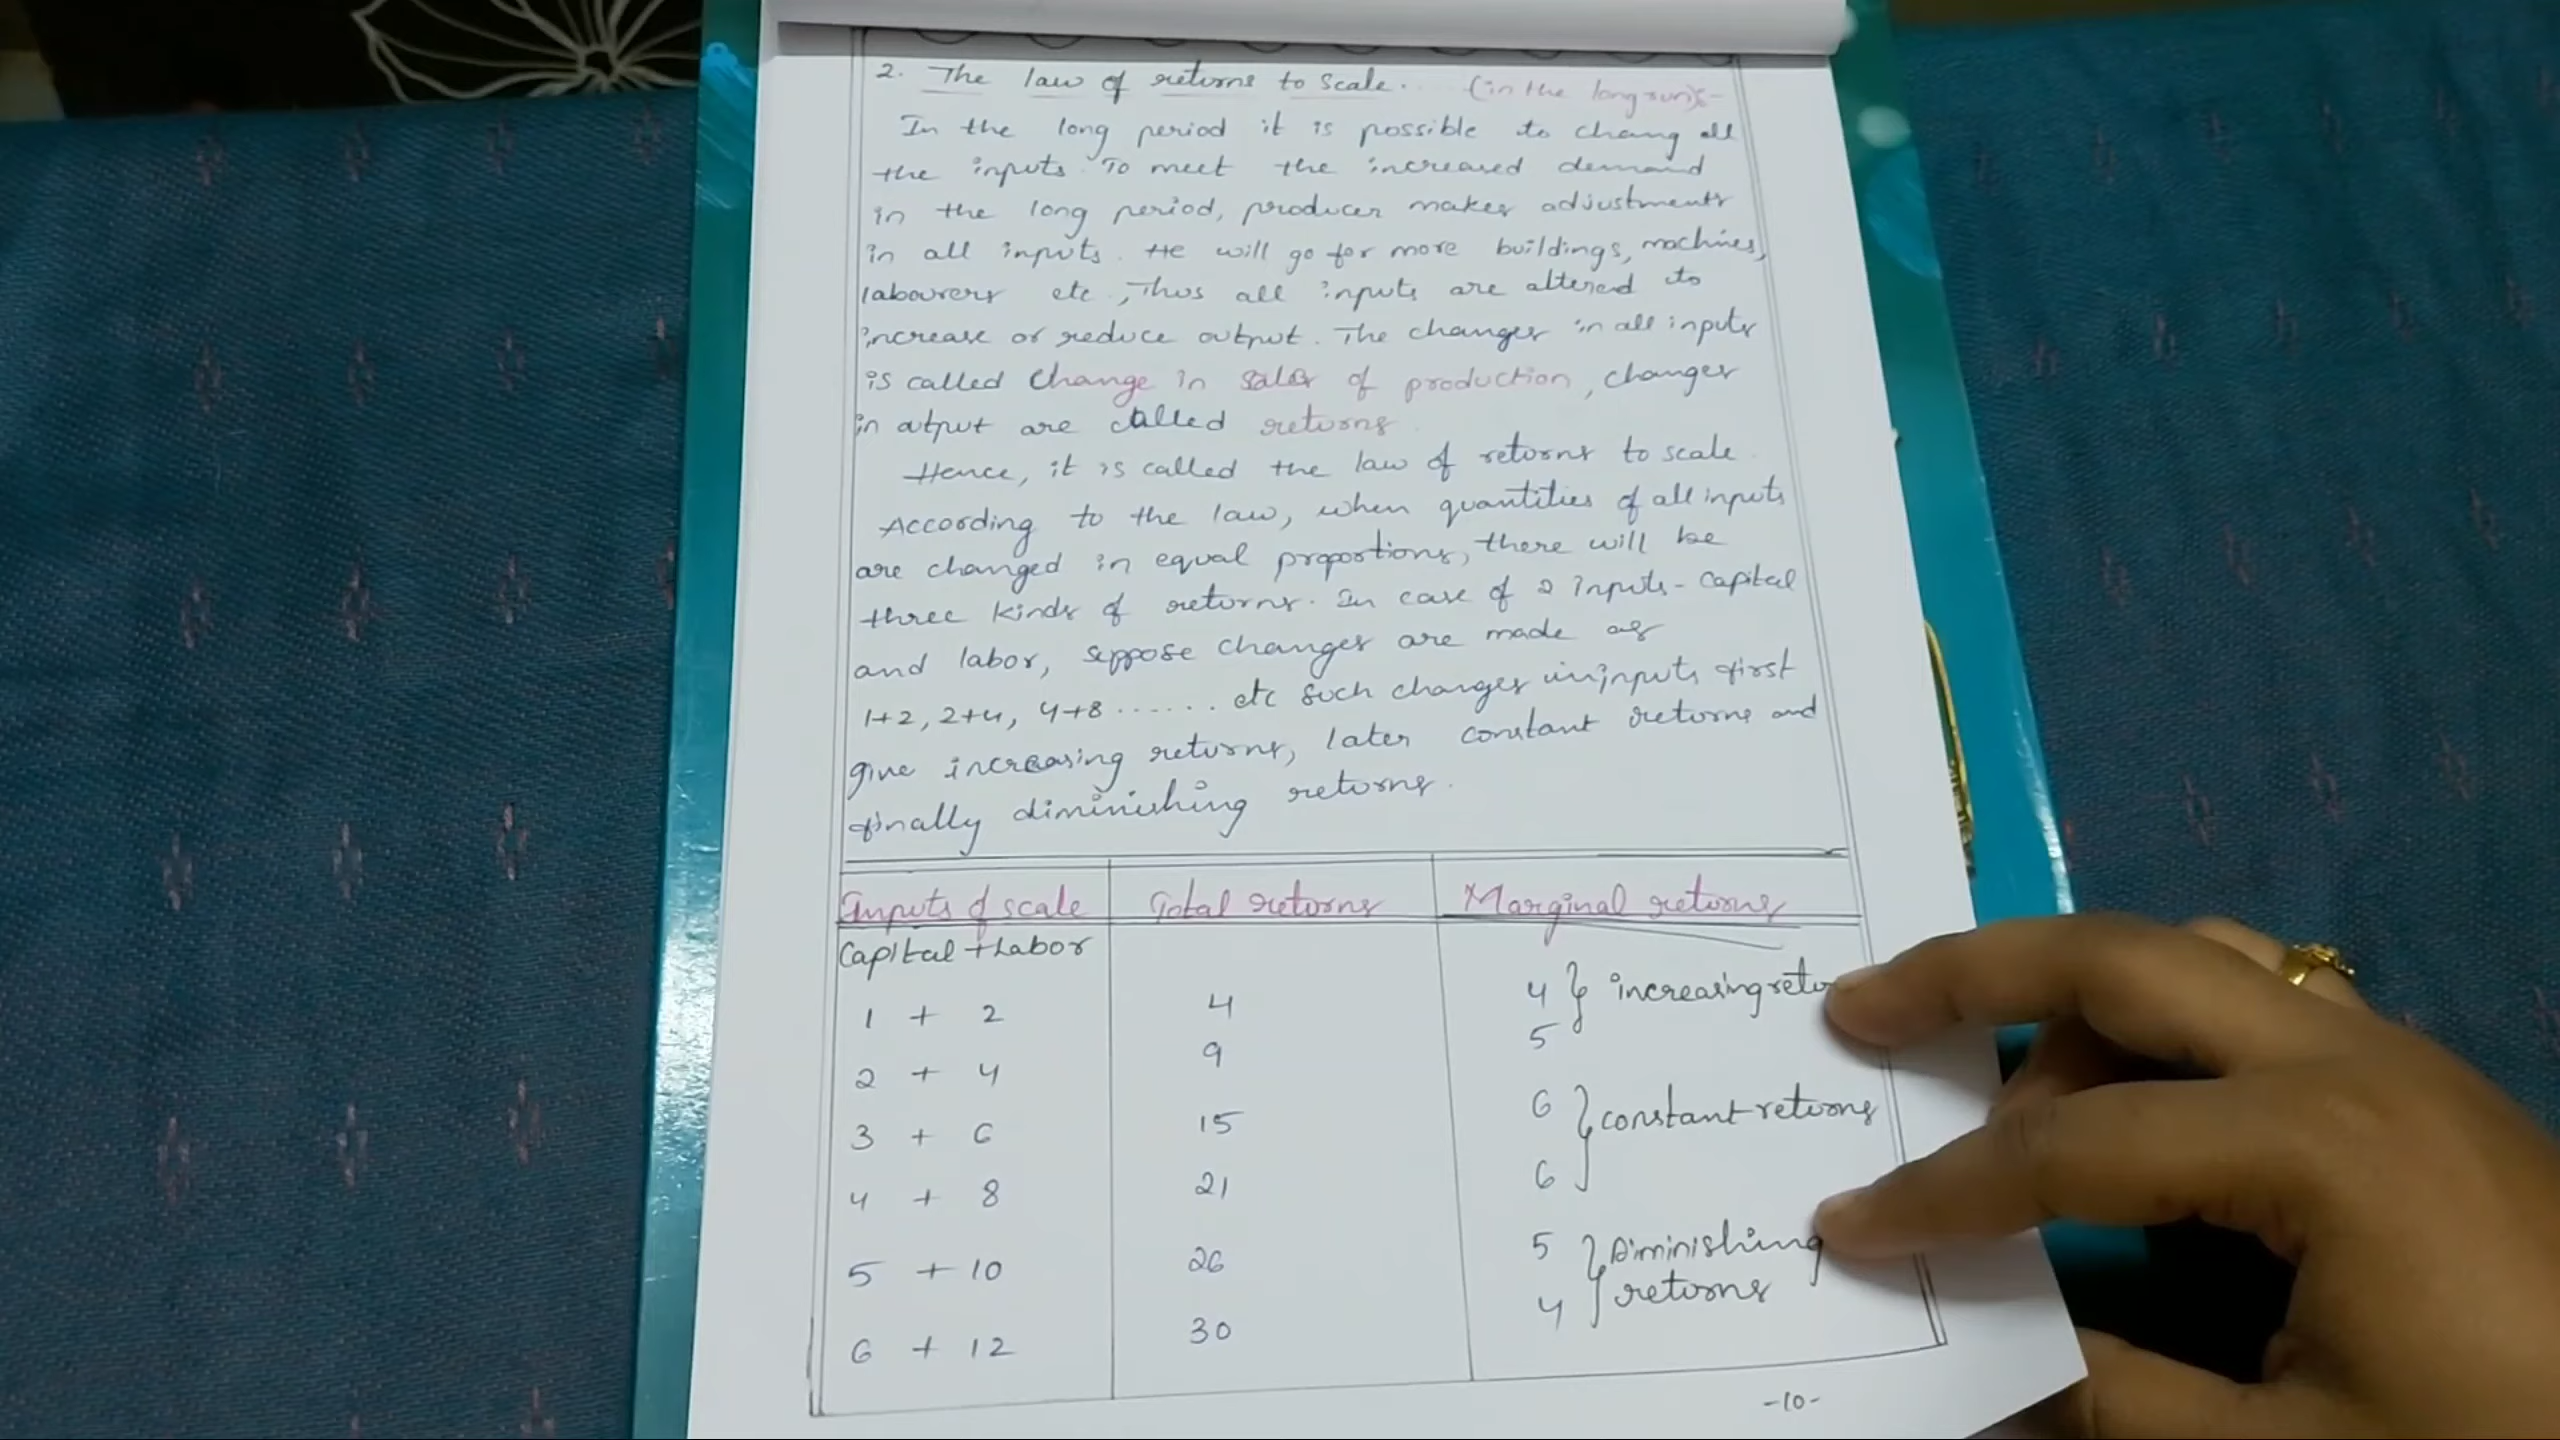 2. The law of returns to scale. (in the longrun):-
In the long period it is possible to chang all
the inputs. To meet the increased demand
in the long period, producer makes adjustments
in all inputs. He will go for more buildings, machines,
labourers etc., Thus all inputs are altered to
increase or reduce output. The changes in all inputs
is called Change in of production, changes
in output are called returns.
Hence, it is called the law of returns to scale.
According to the law, when quantities of all inputs
are changed in equal proportions, there will be
three kinds of returns. In case of 2 inputs - capital
and labor, suppose changes are made as
1+2, 2+4, 4+8 ...... etc such changes in inputs first
give increasing returns, later constant returns and
finally diminishing returns.
Inputs of scale Total returns Marginal returns
Capital + Labor
1 + 2 4 4 } increasing retu
2 + 4 9 5
3 + 6 15 6 } constant returns
4 + 8 21 6
5 + 10 26 5 } Diminishing
6 + 12 30 4 returns
-10-